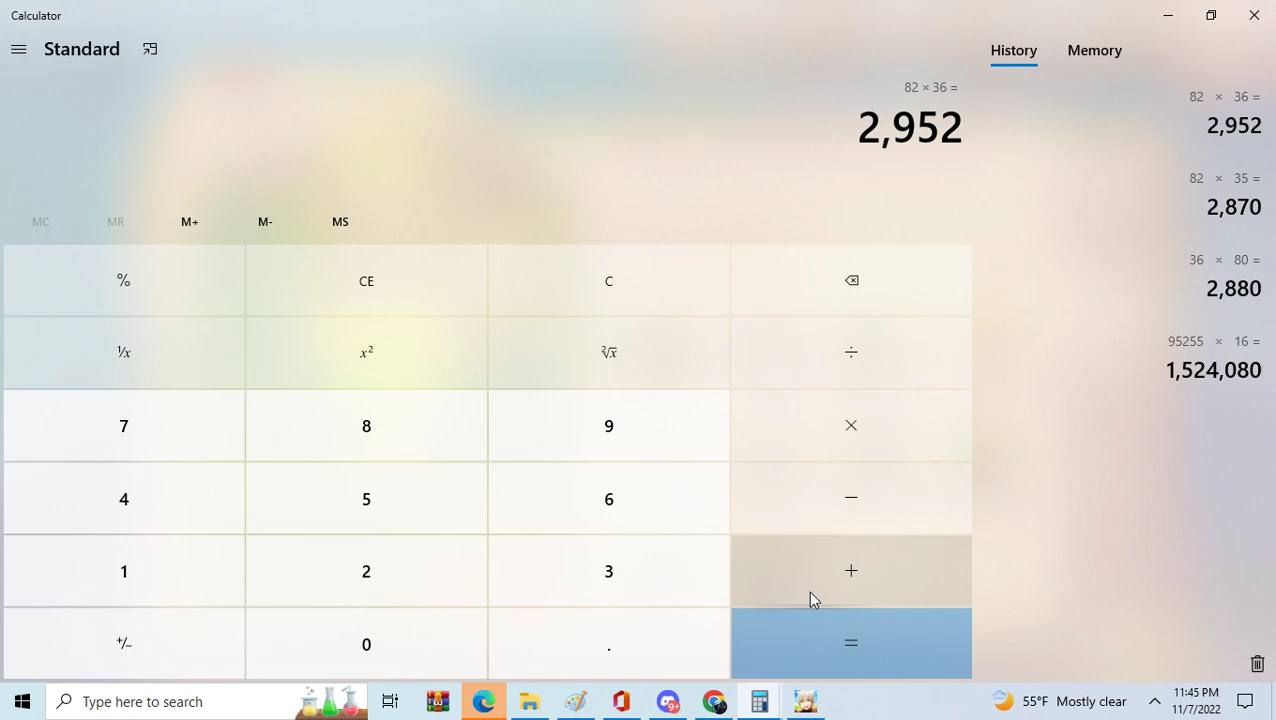 Calculator
Standard
82 × 36 =
2,952
MC MR M+ M- MS
% CE C
⅟x x² ²√x ÷
7 8 9 ×
4 5 6 −
1 2 3 +
+/− 0 . =
History Memory
82 × 36 =
2,952
82 × 35 =
2,870
36 × 80 =
2,880
95255 × 16 =
1,524,080
Type here to search
9+
55°F Mostly clear
11:45 PM
11/7/2022